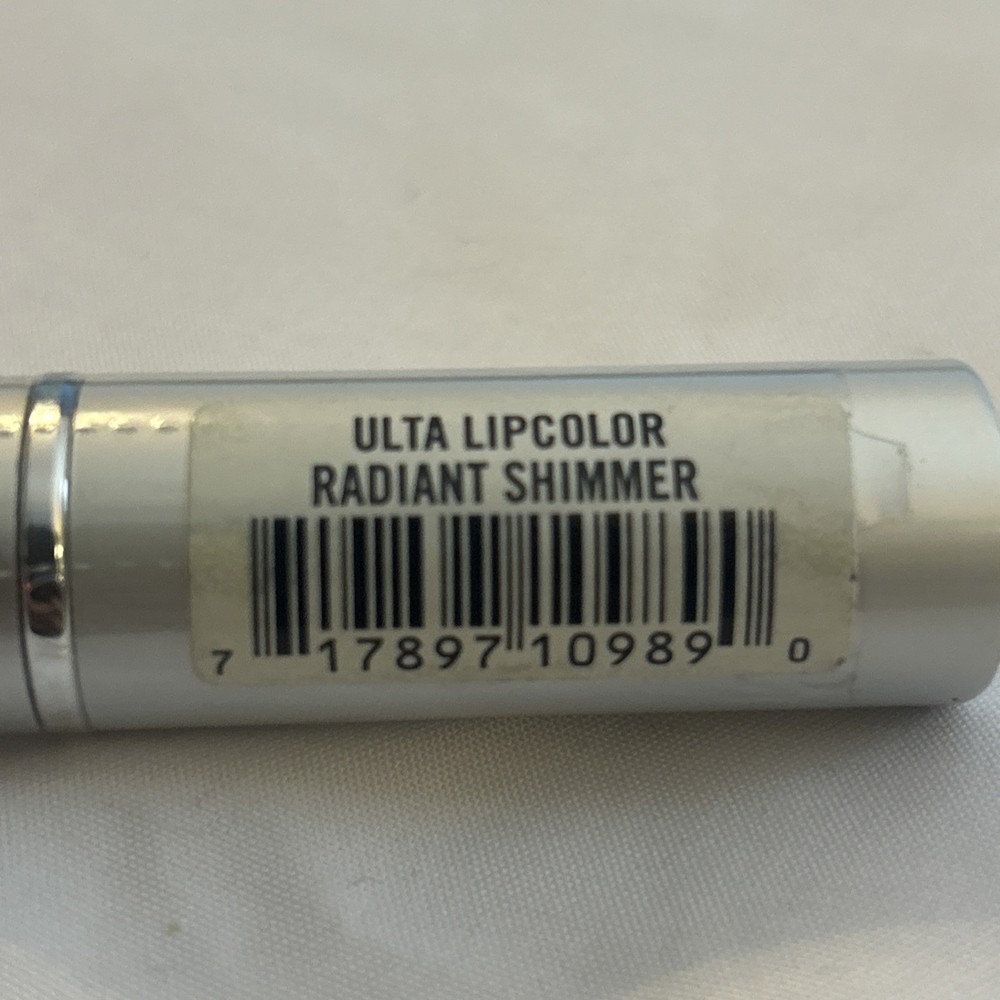 ULTA LIPCOLOR
RADIANT SHIMMER
7 17897 10989 0